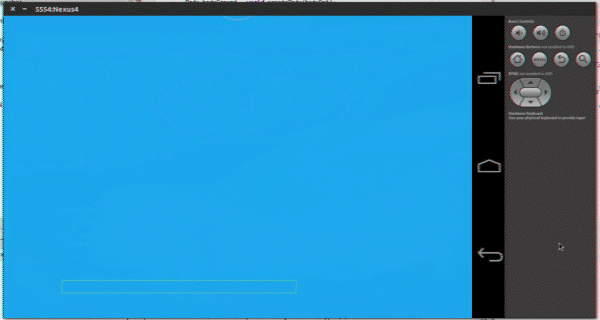 5554:Nexus4
Basic Controls
Hardware Buttons not enabled in AVD
MENU
DPAD not enabled in AVD
Hardware Keyboard
Use your physical keyboard to provide input